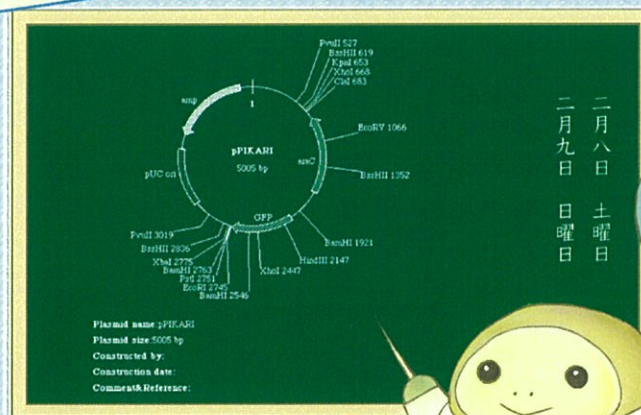 PvuII 527
BssHII 619
KpnI 653
XhoI 668
ClaI 683
EcoRV 1066
BssHII 1352
BamHI 1921
HindIII 2147
XhoI 2447
BamHI 2546
EcoRI 2745
PstI 2751
BamHI 2763
XbaI 2775
BssHII 2836
PvuII 3019
pUC ori
amp
1
araC
GFP
pPIKARI
5005 bp
二月八日 土曜日
二月九日 日曜日
Plasmid name:pPIKARI
Plasmid size:5005 bp
Constructed by:
Construction date:
Comment&Reference: